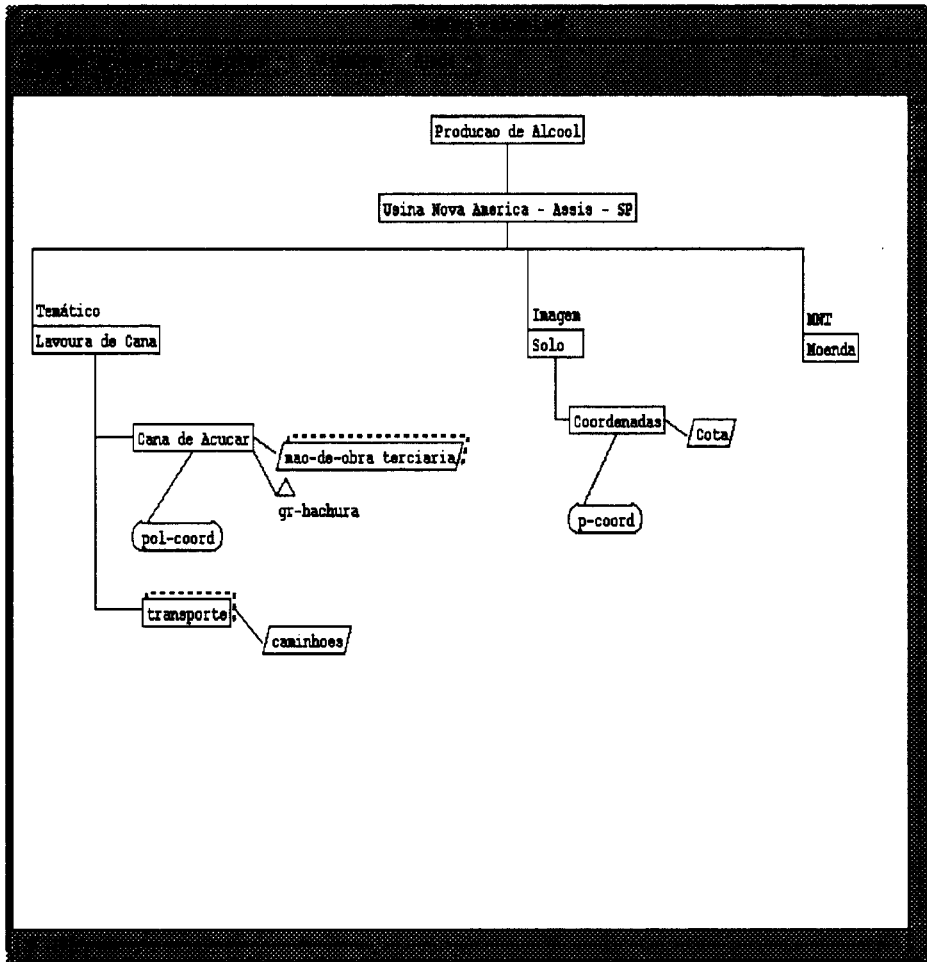 Producao de Alcool
Usina Nova America - Assis - SP
Temático
Lavoura de Cana
Imagem
Solo
MNT
Moenda
Cana de Acucar
mao-de-obra terciaria
gr-hachura
pol-coord
Coordenadas
Cota
p-coord
transporte
caminhoes